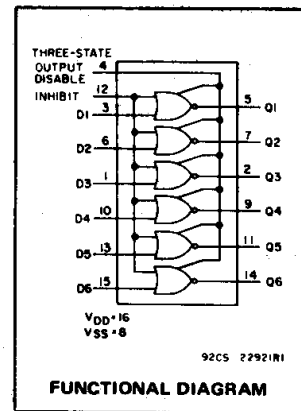 THREE-STATE
OUTPUT 4
DISABLE
INHIBIT 12
D1 3
5 Q1
D2 6
7 Q2
D3 1
2 Q3
D4 10
9 Q4
D5 13
11 Q5
D6 15
14 Q6
VDD=16
VSS=8
92CS 22921R1
FUNCTIONAL DIAGRAM